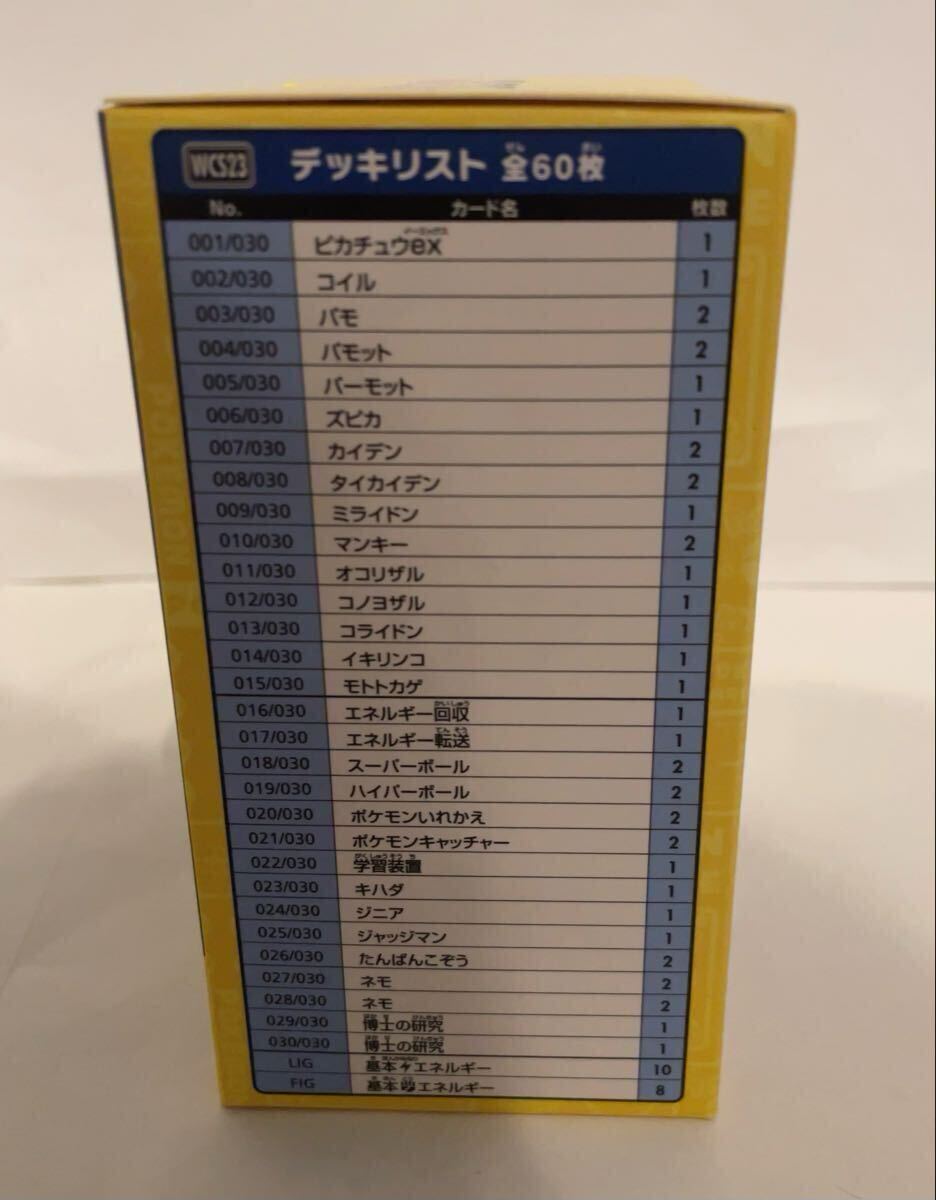 WCS23 デッキリスト 全60枚
No. カード名 枚数
001/030 ピカチュウex 1
002/030 コイル 1
003/030 パモ 2
004/030 パモット 2
005/030 パーモット 1
006/030 ズピカ 1
007/030 カイデン 2
008/030 タイカイデン 2
009/030 ミライドン 1
010/030 マンキー 2
011/030 オコリザル 1
012/030 コノヨザル 1
013/030 コライドン 1
014/030 イキリンコ 1
015/030 モトトカゲ 1
016/030 エネルギー回収 1
017/030 エネルギー転送 1
018/030 スーパーボール 2
019/030 ハイパーボール 2
020/030 ポケモンいれかえ 2
021/030 ポケモンキャッチャー 2
022/030 学習装置 1
023/030 キハダ 1
024/030 ジニア 1
025/030 ジャッジマン 1
026/030 たんぱんこぞう 2
027/030 ネモ 2
028/030 ネモ 2
029/030 博士の研究 1
030/030 博士の研究 1
LIG 基本エネルギー 10
FIG 基本エネルギー 8